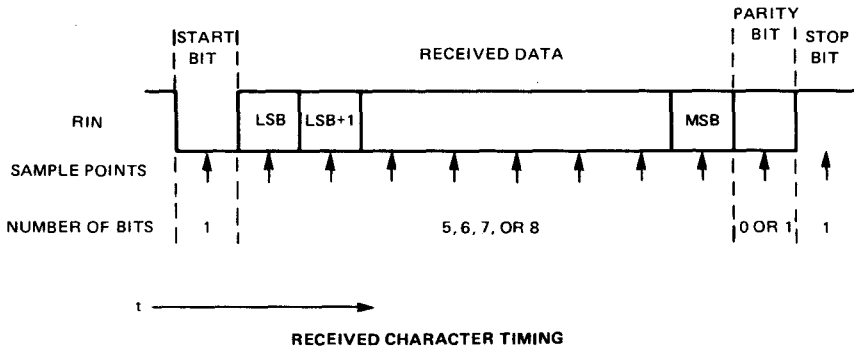 START
BIT
RECEIVED DATA
PARITY
BIT
STOP
BIT
RIN
LSB
LSB+1
MSB
SAMPLE POINTS
NUMBER OF BITS
1
5, 6, 7, OR 8
0 OR 1
1
t
RECEIVED CHARACTER TIMING